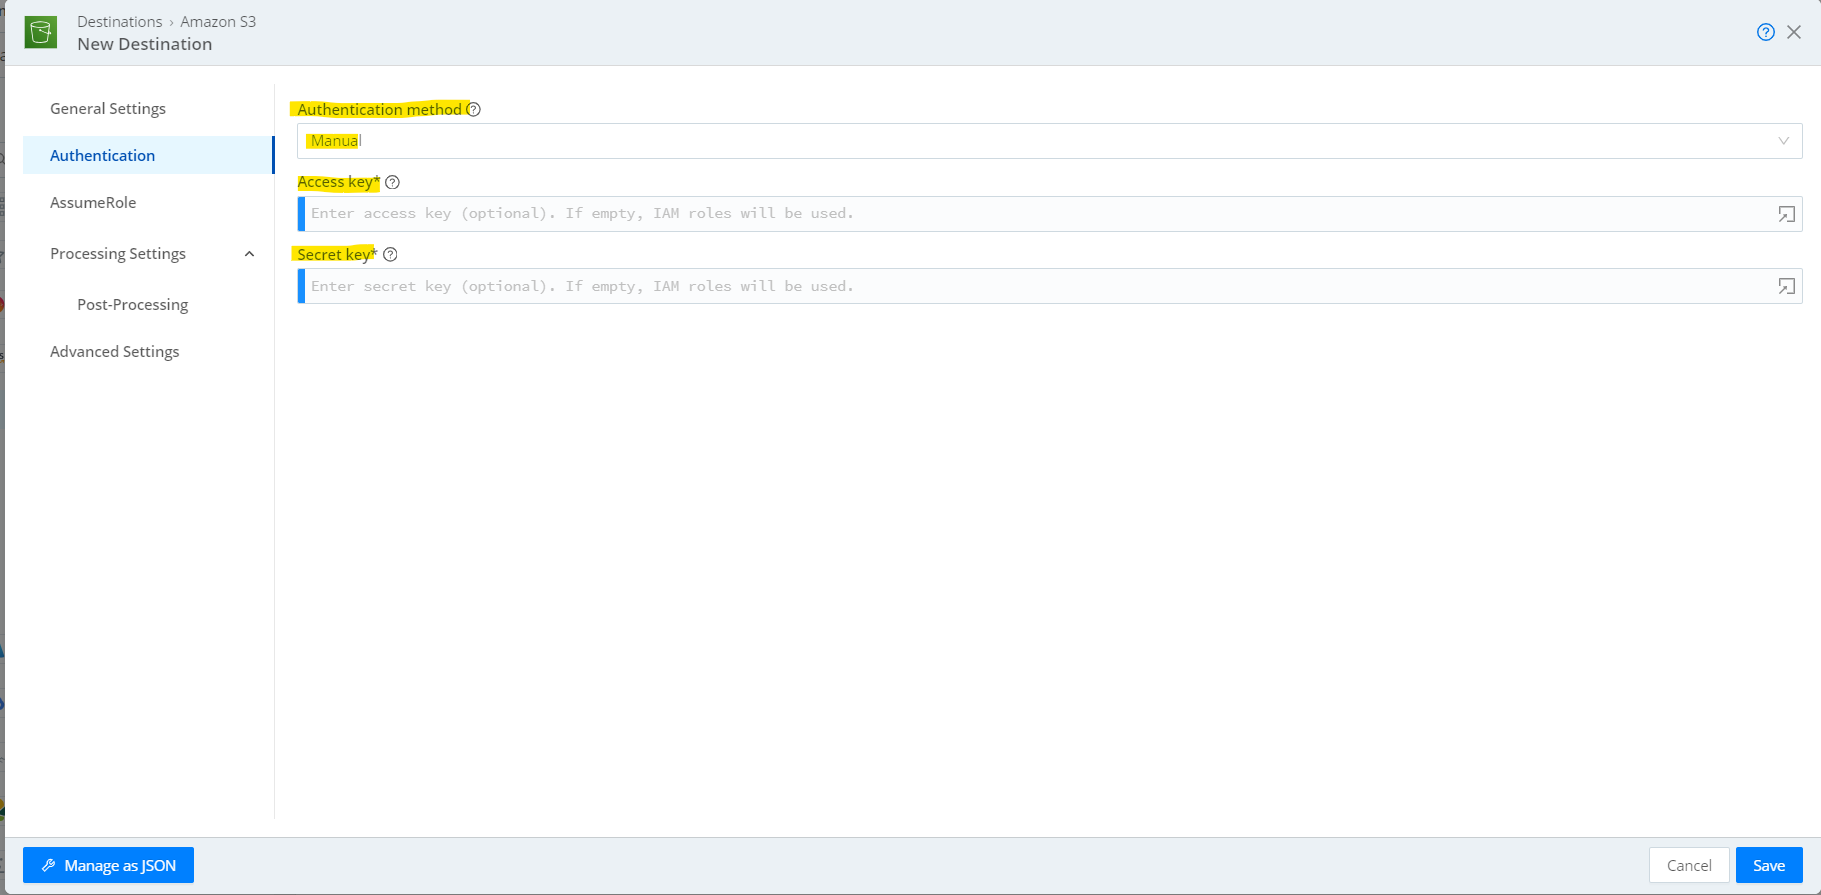 Destinations › Amazon S3
New Destination
General Settings
Authentication
AssumeRole
Processing Settings
Post-Processing
Advanced Settings
Authentication method
Manual
Access key*
Enter access key (optional). If empty, IAM roles will be used.
Secret key*
Enter secret key (optional). If empty, IAM roles will be used.
Manage as JSON
Cancel
Save